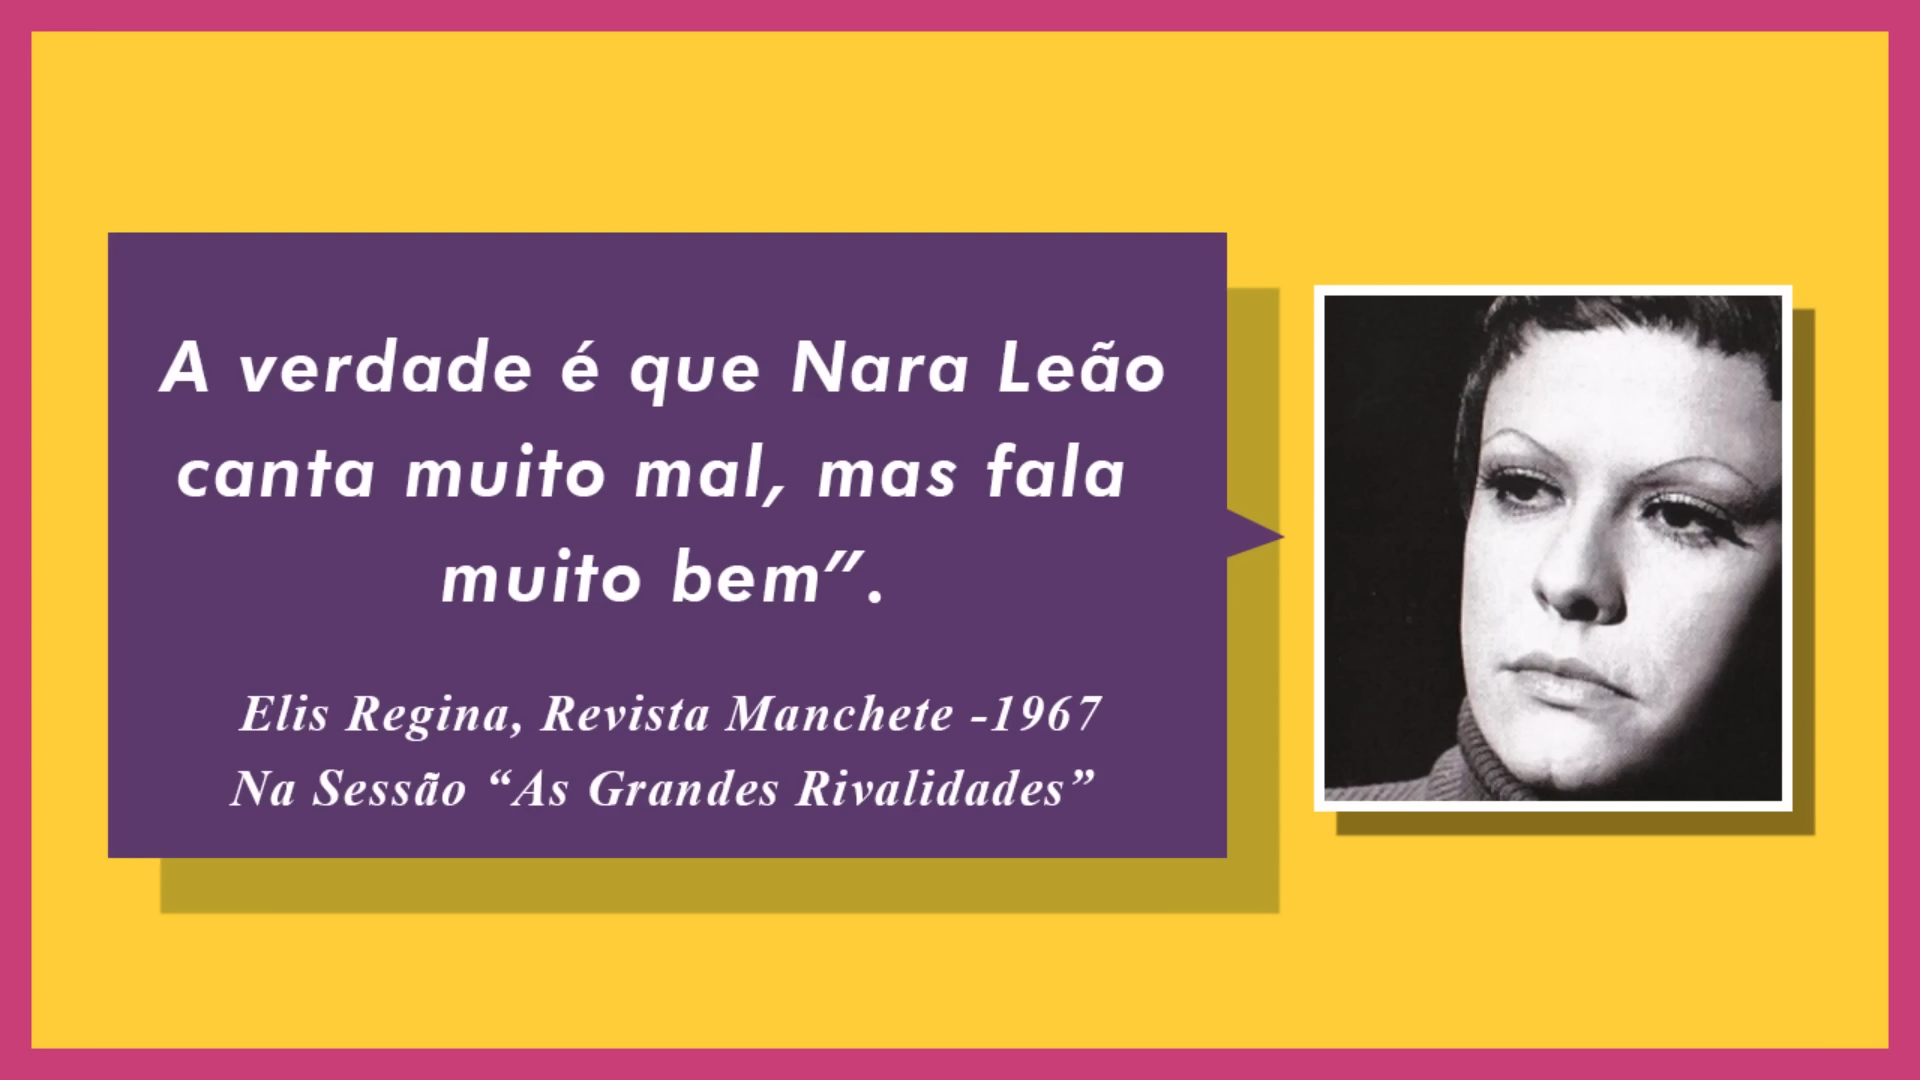 A verdade é que Nara Leão
canta muito mal, mas fala
muito bem”.
Elis Regina, Revista Manchete -1967
Na Sessão “As Grandes Rivalidades”